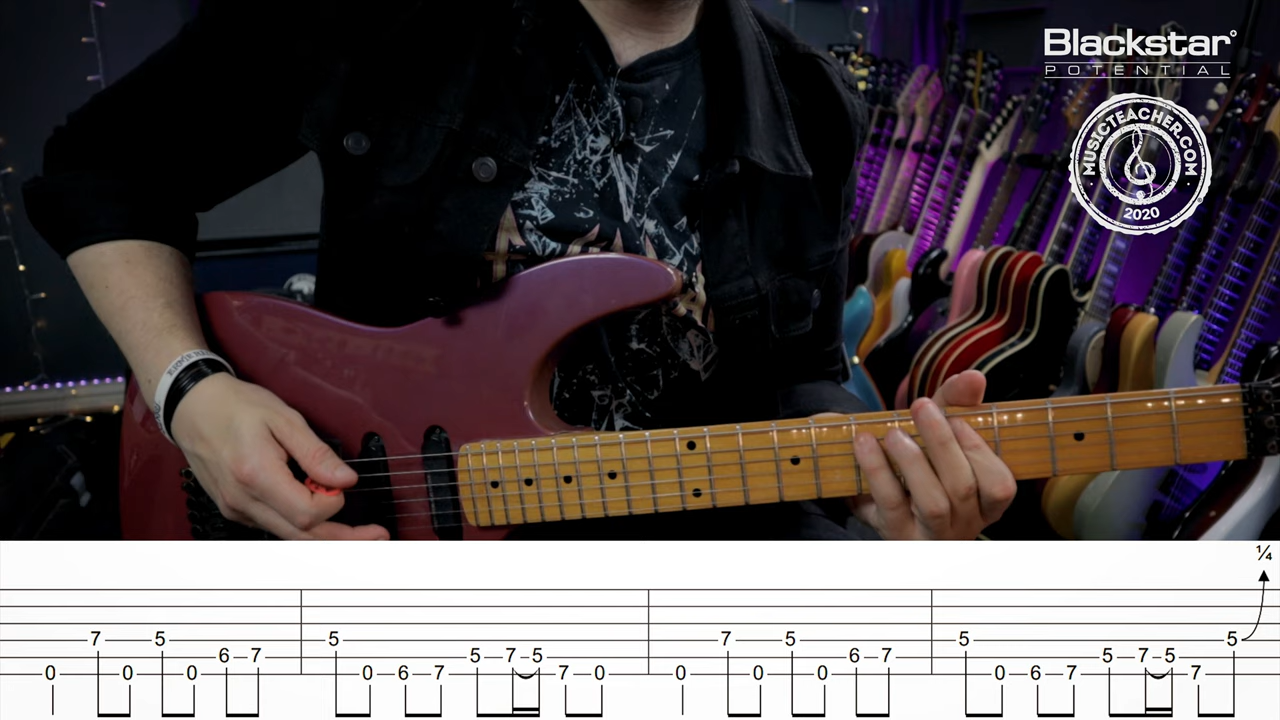 Blackstar®
POTENTIAL
MUSICTEACHER.COM
2020
1/4
7 5 5 7 5 5 5
6 7 5 7 5 6 7 5 7 5
0 0 0 0 6 7 7 0 0 0 0 0 6 7 7